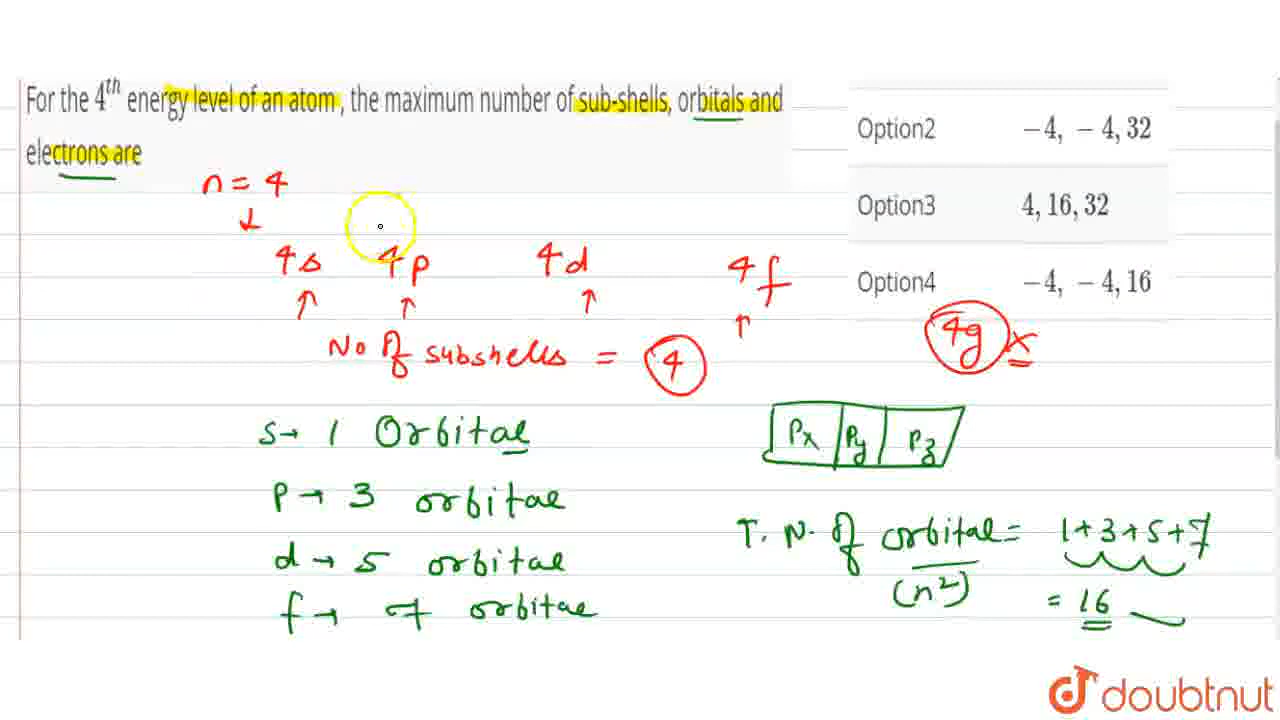 For the 4th energy level of an atom , the maximum number of sub-shells, orbitals and
electrons are
Option2 −4, −4, 32
Option3 4, 16, 32
Option4 −4, −4, 16
n = 4
4s 4p 4d 4f
4g x
No of subshells = 4
s→ 1 Orbital
p→ 3 orbital
d→ 5 orbital
f→ 7 orbital
Px Py Pz
T. N. of orbital = 1+3+5+7
(n²)
= 16
doubtnut